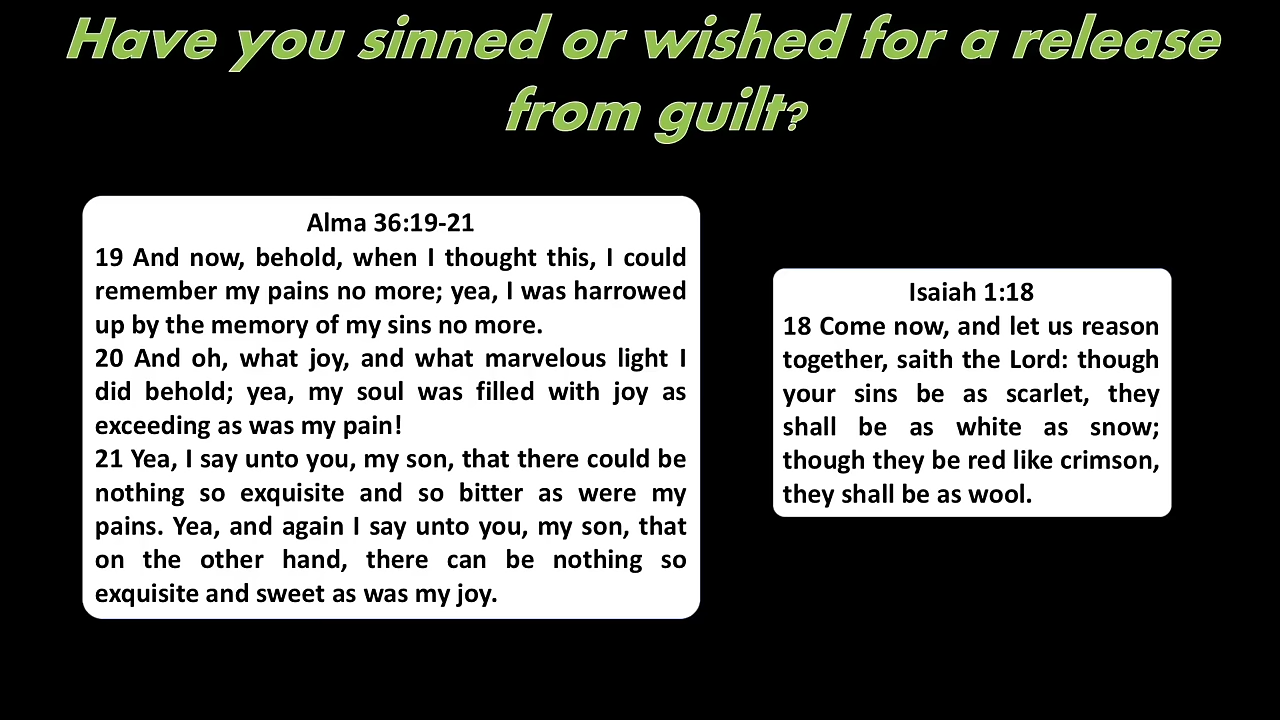 Have you sinned or wished for a release
from guilt?
Alma 36:19-21
19 And now, behold, when I thought this, I could
remember my pains no more; yea, I was harrowed
up by the memory of my sins no more.
20 And oh, what joy, and what marvelous light I
did behold; yea, my soul was filled with joy as
exceeding as was my pain!
21 Yea, I say unto you, my son, that there could be
nothing so exquisite and so bitter as were my
pains. Yea, and again I say unto you, my son, that
on the other hand, there can be nothing so
exquisite and sweet as was my joy.
Isaiah 1:18
18 Come now, and let us reason
together, saith the Lord: though
your sins be as scarlet, they
shall be as white as snow;
though they be red like crimson,
they shall be as wool.